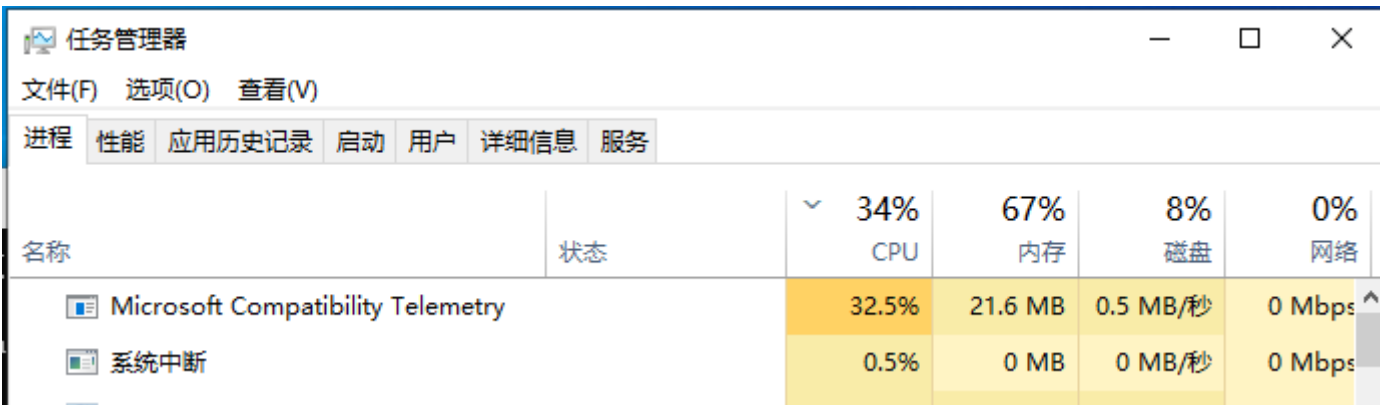 任务管理器
文件(F) 选项(O) 查看(V)
进程 性能 应用历史记录 启动 用户 详细信息 服务
34% 67% 8% 0%
名称 状态 CPU 内存 磁盘 网络
Microsoft Compatibility Telemetry 32.5% 21.6 MB 0.5 MB/秒 0 Mbps
系统中断 0.5% 0 MB 0 MB/秒 0 Mbps